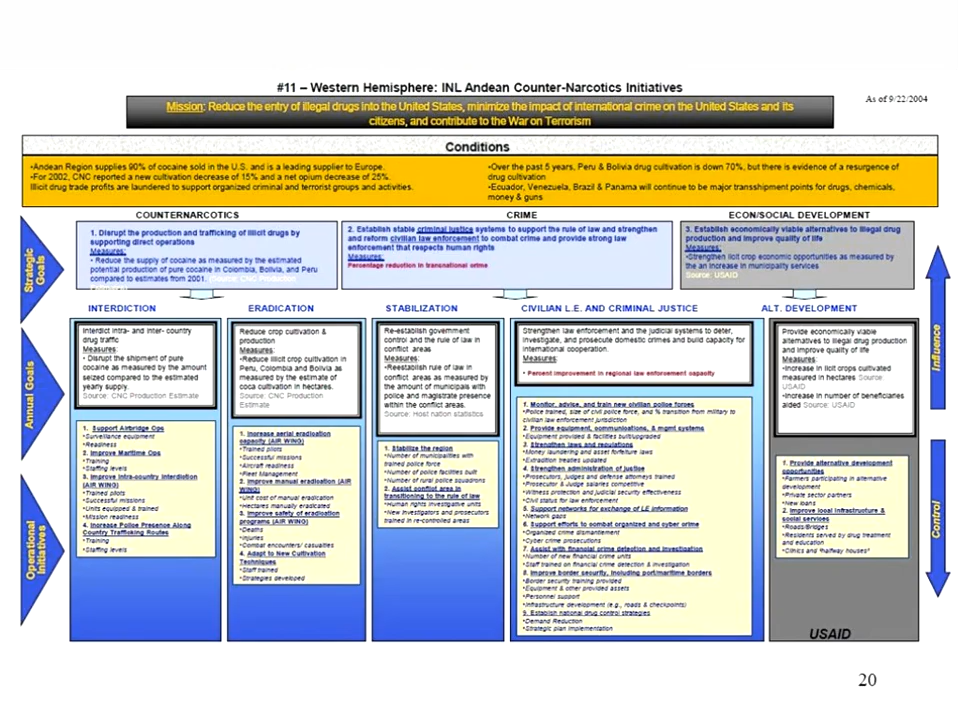 #11 – Western Hemisphere: INL Andean Counter-Narcotics Initiatives
As of 9/22/2004
Mission: Reduce the entry of illegal drugs into the United States, minimize the impact of international crime on the United States and its
citizens, and contribute to the War on Terrorism
Conditions
•Andean Region supplies 90% of cocaine sold in the U.S. and is a leading supplier to Europe.
•For 2002, CNC reported a new cultivation decrease of 15% and a net opium decrease of 25%.
Illicit drug trade profits are laundered to support organized criminal and terrorist groups and activities.
•Over the past 5 years, Peru & Bolivia drug cultivation is down 70%, but there is evidence of a resurgence of
drug cultivation
•Ecuador, Venezuela, Brazil & Panama will continue to be major transshipment points for drugs, chemicals,
money & guns
COUNTERNARCOTICS
CRIME
ECON/SOCIAL DEVELOPMENT
Strategic
Goals
1. Disrupt the production and trafficking of illicit drugs by
supporting direct operations
Measures:
• Reduce the supply of cocaine as measured by the estimated
potential production of pure cocaine in Colombia, Bolivia, and Peru
compared to estimates from 2001. (Source: CNC Production
2. Establish stable criminal justice systems to support the rule of law and strengthen
and reform civilian law enforcement to combat crime and provide strong law
enforcement that respects human rights
Measures:
Percentage reduction in transnational crime
3. Establish economically viable alternatives to illegal drug
production and improve quality of life
Measures:
•Strengthen licit crop economic opportunities as measured by
the an increase in municipality services
Source: USAID
INTERDICTION
ERADICATION
STABILIZATION
CIVILIAN L.E. AND CRIMINAL JUSTICE
ALT. DEVELOPMENT
Annual Goals
Interdict intra- and inter- country
drug traffic
Measures:
• Disrupt the shipment of pure
cocaine as measured by the amount
seized compared to the estimated
yearly supply.
Source: CNC Production Estimate
Reduce crop cultivation &
production
Measures:
•Reduce illicit crop cultivation in
Peru, Colombia and Bolivia as
measured by the estimate of
coca cultivation in hectares.
Source: CNC Production
Estimate
Re-establish government
control and the rule of law in
conflict areas
Measures:
•Reestablish rule of law in
conflict areas as measured by
the amount of municipals with
police and magistrate presence
within the conflict areas.
Source: Host nation statistics
Strengthen law enforcement and the judicial systems to deter,
investigate, and prosecute domestic crimes and build capacity for
international cooperation.
Measures:
• Percent improvement in regional law enforcement capacity
Provide economically viable
alternatives to illegal drug production
and improve quality of life
Measures:
•Increase in licit crops cultivated
measured in hectares Source:
USAID
•Increase in number of beneficiaries
aided Source: USAID
Operational
Initiatives
1. Support Airbridge Ops
•Surveillance equipment
•Readiness
2. Improve Maritime Ops
•Training
•Staffing levels
3. Improve intra-country interdiction
(AIR WING)
•Trained pilots
•Successful missions
•Units equipped & trained
•Mission readiness
4. Increase Police Presence Along
Country Trafficking Routes
•Training
•Staffing levels
1. Increase aerial eradication
capacity (AIR WING)
•Trained pilots
•Successful missions
•Aircraft readiness
•Fleet Management
2. Improve manual eradication (AIR
WING)
•Unit cost of manual eradication
•Hectares manually eradicated
3. Improve safety of eradication
programs (AIR WING)
•Deaths
•Injuries
•Combat encounters/ casualties
4. Adapt to New Cultivation
Techniques
•Staff trained
•Strategies developed
1. Stabilize the region
•Number of municipalities with
trained police force
•Number of police facilities built
•Number of rural police squadrons
2. Assist conflict area in
transitioning to the rule of law
•Human rights investigative units
•New investigators and prosecutors
trained in re-controlled areas
1. Monitor, advise, and train new civilian police forces
•Police trained, size of civil police force, and % transition from military to
civilian law enforcement jurisdiction
2. Provide equipment, communications, & mgmt systems
•Equipment provided & facilities built/upgraded
3. Strengthen laws and regulations
•Money laundering and asset forfeiture laws
•Extradition treaties updated
4. Strengthen administration of justice
•Prosecutors, judges and defense attorneys trained
•Prosecutor & Judge salaries competitive
•Witness protection and judicial security effectiveness
•Civil status for law enforcement
5. Support networks for exchange of LE information
•Network gaps
6. Support efforts to combat organized and cyber crime
•Organized crime dismantlement
•Cyber crime prosecutions
7. Assist with financial crime detection and investigation
•Number of new financial crime units
•Staff trained on financial crime detection & investigation
8. Improve border security, including port/maritime borders
•Border security training provided
•Equipment & other provided assets
•Personnel support
•Infrastructure development (e.g., roads & checkpoints)
9. Establish national drug control strategies
•Demand Reduction
•Strategic plan implementation
1. Provide alternative development
opportunities
•Farmers participating in alternative
development
•Private sector partners
•New loans
2. Improve local infrastructure &
social services
•Roads/Bridges
•Residents served by drug treatment
and education
•Clinics and "halfway houses"
USAID
Influence
Control
20